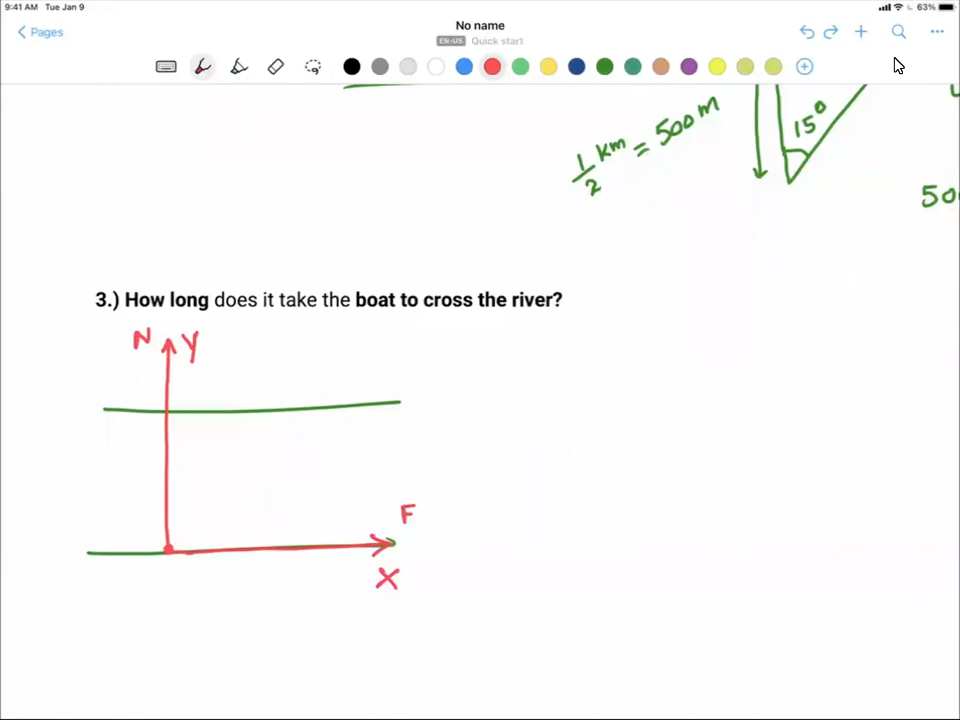 9:41 AM Tue Jan 9
63%
Pages
No name
EN-US Quick start
1/2 km = 500 m
15°
50
3.) How long does it take the boat to cross the river?
N Y
F
X